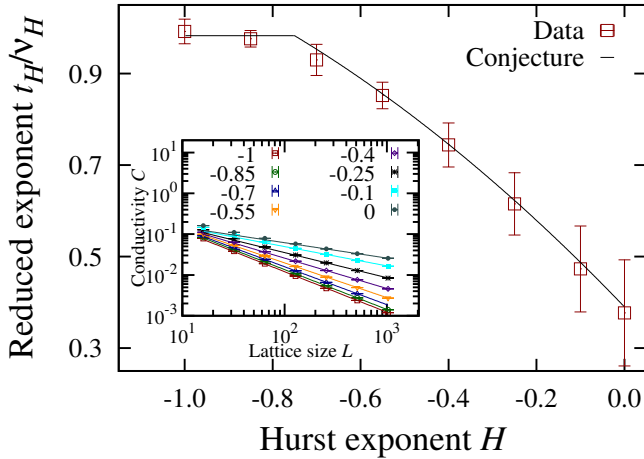 Reduced exponent t_H/ν_H
0.9
0.7
0.5
0.3
Data
Conjecture
Conductivity C
10^1
10^0
10^-1
10^-2
10^-3
-1
-0.85
-0.7
-0.55
-0.4
-0.25
-0.1
0
10^1 10^2 10^3
Lattice size L
-1.0 -0.8 -0.6 -0.4 -0.2 0.0
Hurst exponent H